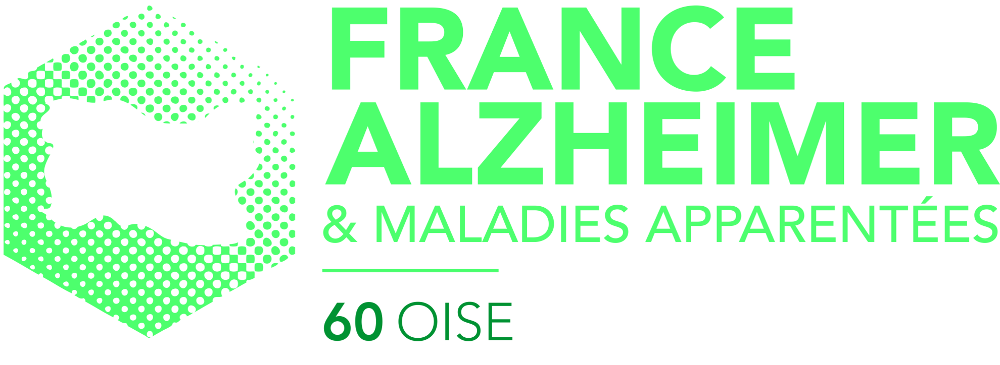 FRANCE
ALZHEIMER
& MALADIES APPARENTÉES
60 OISE